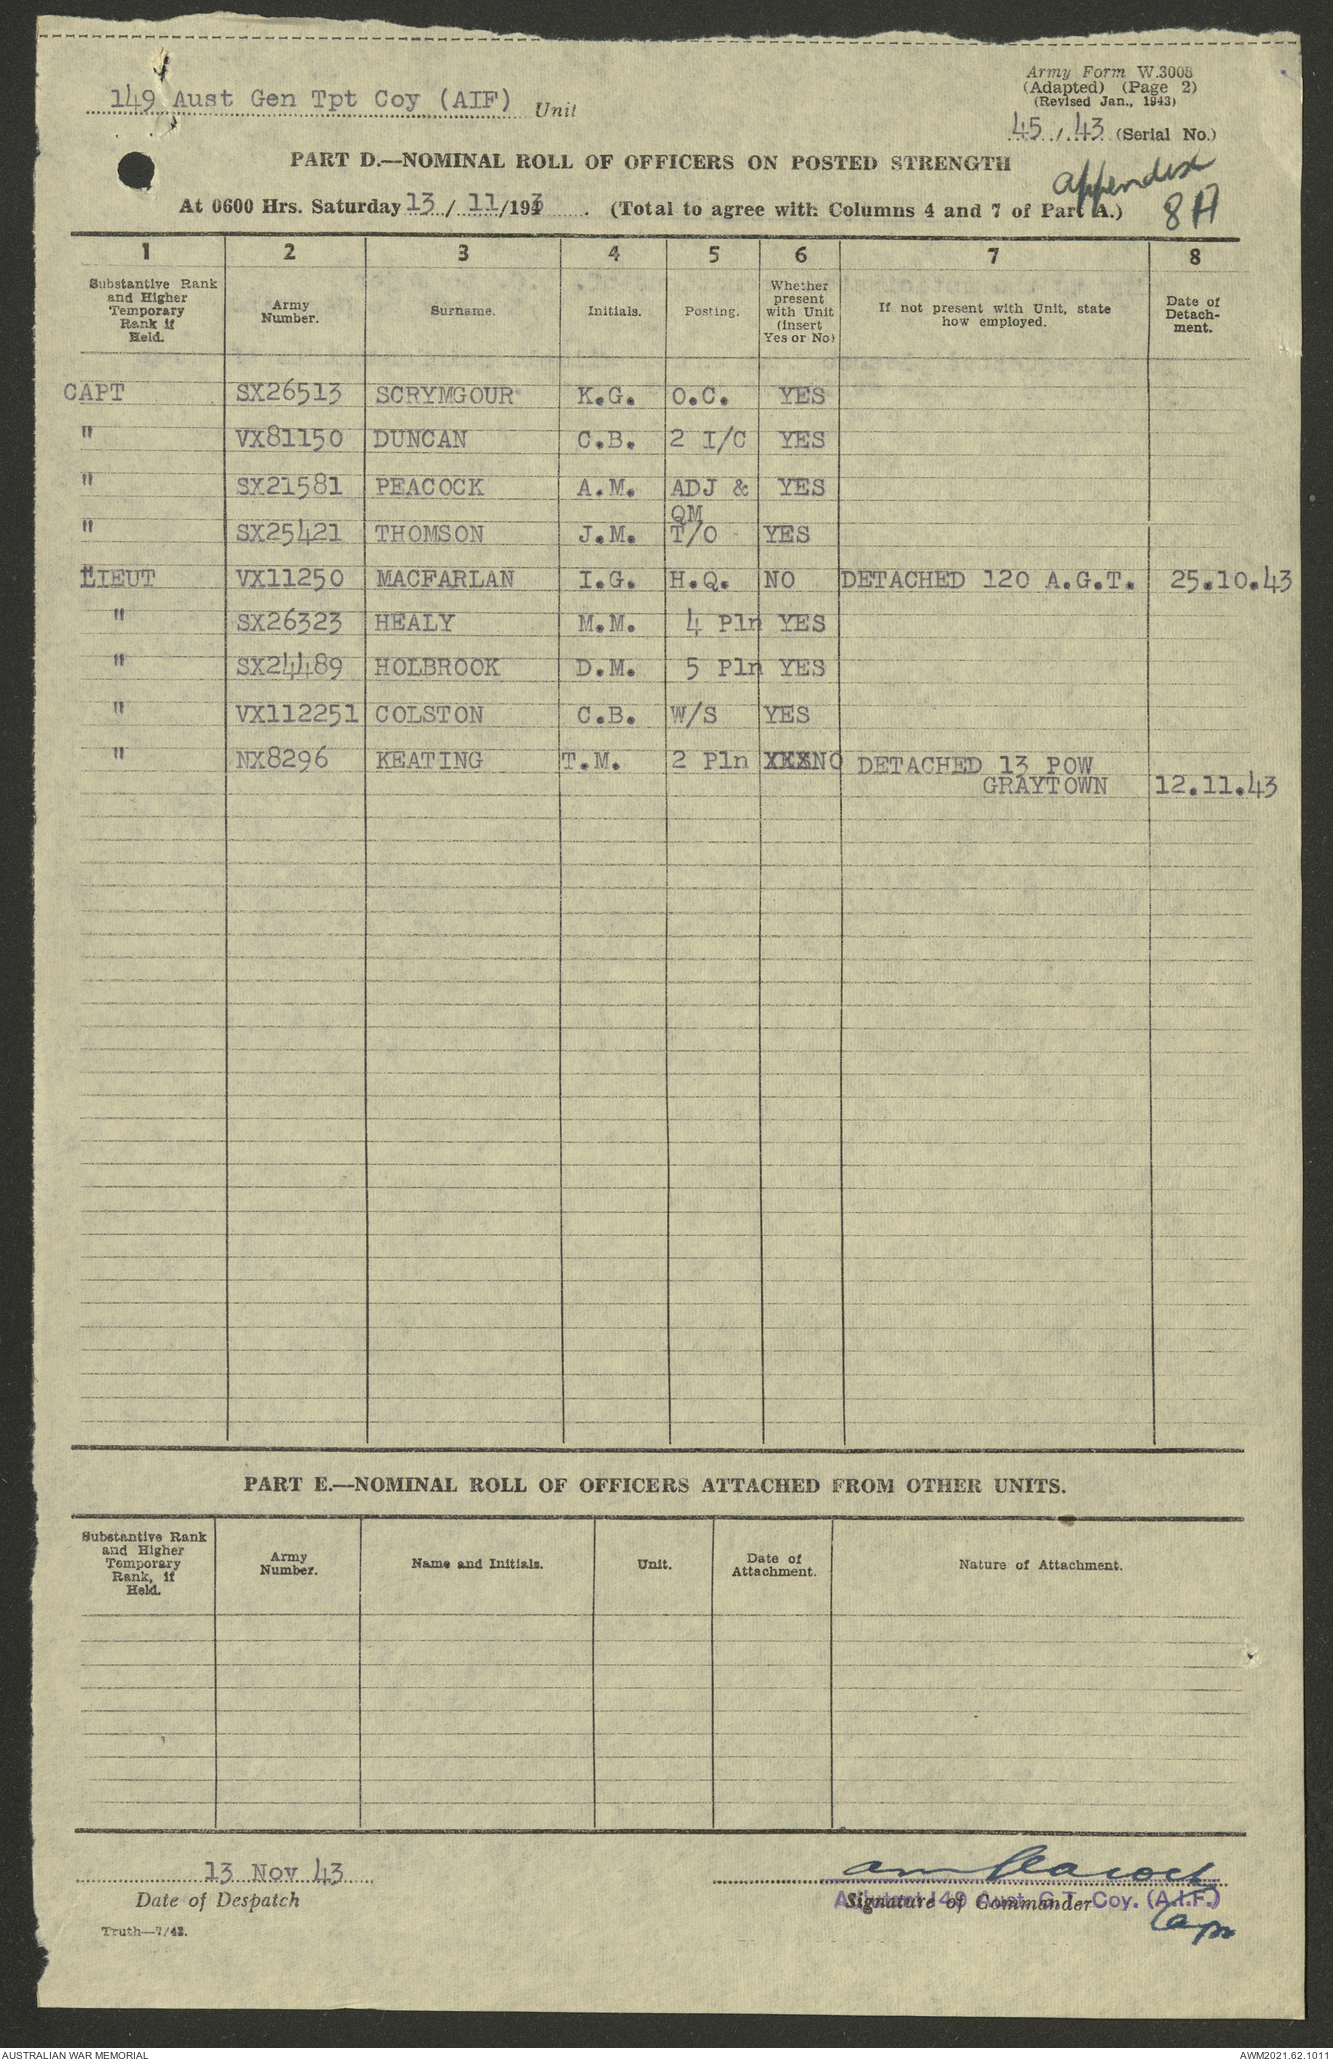 149 Aust Gen Tpt Coy (AIF) Unit
Army Form W.3008
(Adapted) (Page 2)
(Revised Jan., 1943)
45/43 (Serial No.)
PART D.—NOMINAL ROLL OF OFFICERS ON POSTED STRENGTH
appendix
8A
At 0600 Hrs. Saturday 13/11/1943. (Total to agree with Columns 4 and 7 of Part A.)
1 2 3 4 5 6 7 8
Substantive Rank and Higher Temporary Rank if Held. Army Number. Surname. Initials. Posting. Whether present with Unit (insert Yes or No) If not present with Unit, state how employed. Date of Detach-ment.
CAPT SX26513 SCRYMGOUR K.G. O.C. YES
" VX81150 DUNCAN C.B. 2 I/C YES
" SX21581 PEACOCK A.M. ADJ & QM YES
" SX25421 THOMSON J.M. T/O YES
LIEUT VX11250 MACFARLAN I.G. H.Q. NO DETACHED 120 A.G.T. 25.10.43
" SX26323 HEALY M.M. 4 Pln YES
" SX24489 HOLBROOK D.M. 5 Pln YES
" VX112251 COLSTON C.B. W/S YES
" NX8296 KEATING T.M. 2 Pln XXXNO DETACHED 13 POW
GRAYTOWN 12.11.43
PART E.—NOMINAL ROLL OF OFFICERS ATTACHED FROM OTHER UNITS.
Substantive Rank and Higher Temporary Rank, if Held. Army Number. Name and Initials. Unit. Date of Attachment. Nature of Attachment.
13 Nov 43
Date of Despatch
Truth—7/43.
AM Peacock
Signature of Commander
Adjutant 149 Aust. G.T. Coy. (A.I.F.)
Capt
AUSTRALIAN WAR MEMORIAL
AWM2021.62.1011